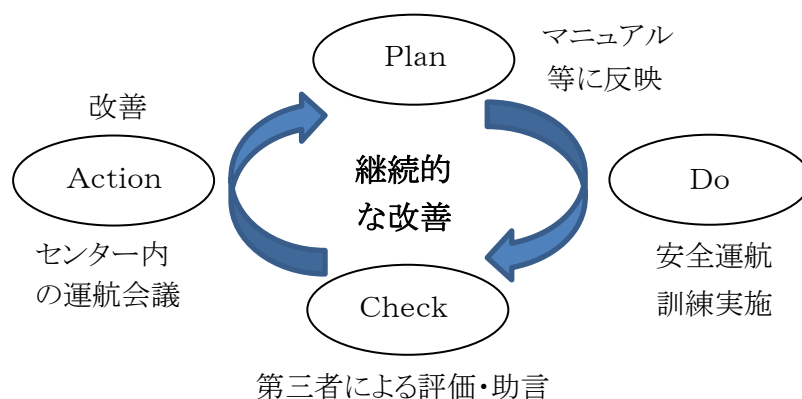 Plan
マニュアル
等に反映
改善
Action
センター内
の運航会議
継続的
な改善
Do
安全運航
訓練実施
Check
第三者による評価・助言